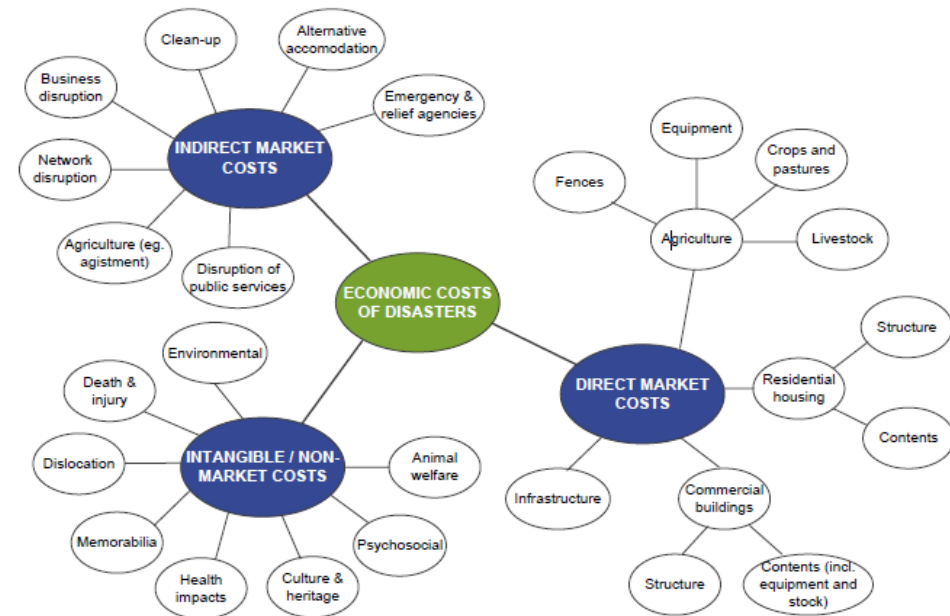 Clean-up
Alternative
accomodation
Business
disruption
Emergency &
relief agencies
INDIRECT MARKET
COSTS
Network
disruption
Agriculture (eg.
agistment)
Disruption of
public services
Equipment
Crops and
pastures
Fences
Agriculture
Livestock
ECONOMIC COSTS
OF DISASTERS
Structure
Residential
housing
Contents
DIRECT MARKET
COSTS
Infrastructure
Commercial
buildings
Structure
Contents (incl.
equipment and
stock)
Environmental
Death &
injury
Dislocation
INTANGIBLE / NON-
MARKET COSTS
Animal
welfare
Memorabilia
Psychosocial
Health
impacts
Culture &
heritage